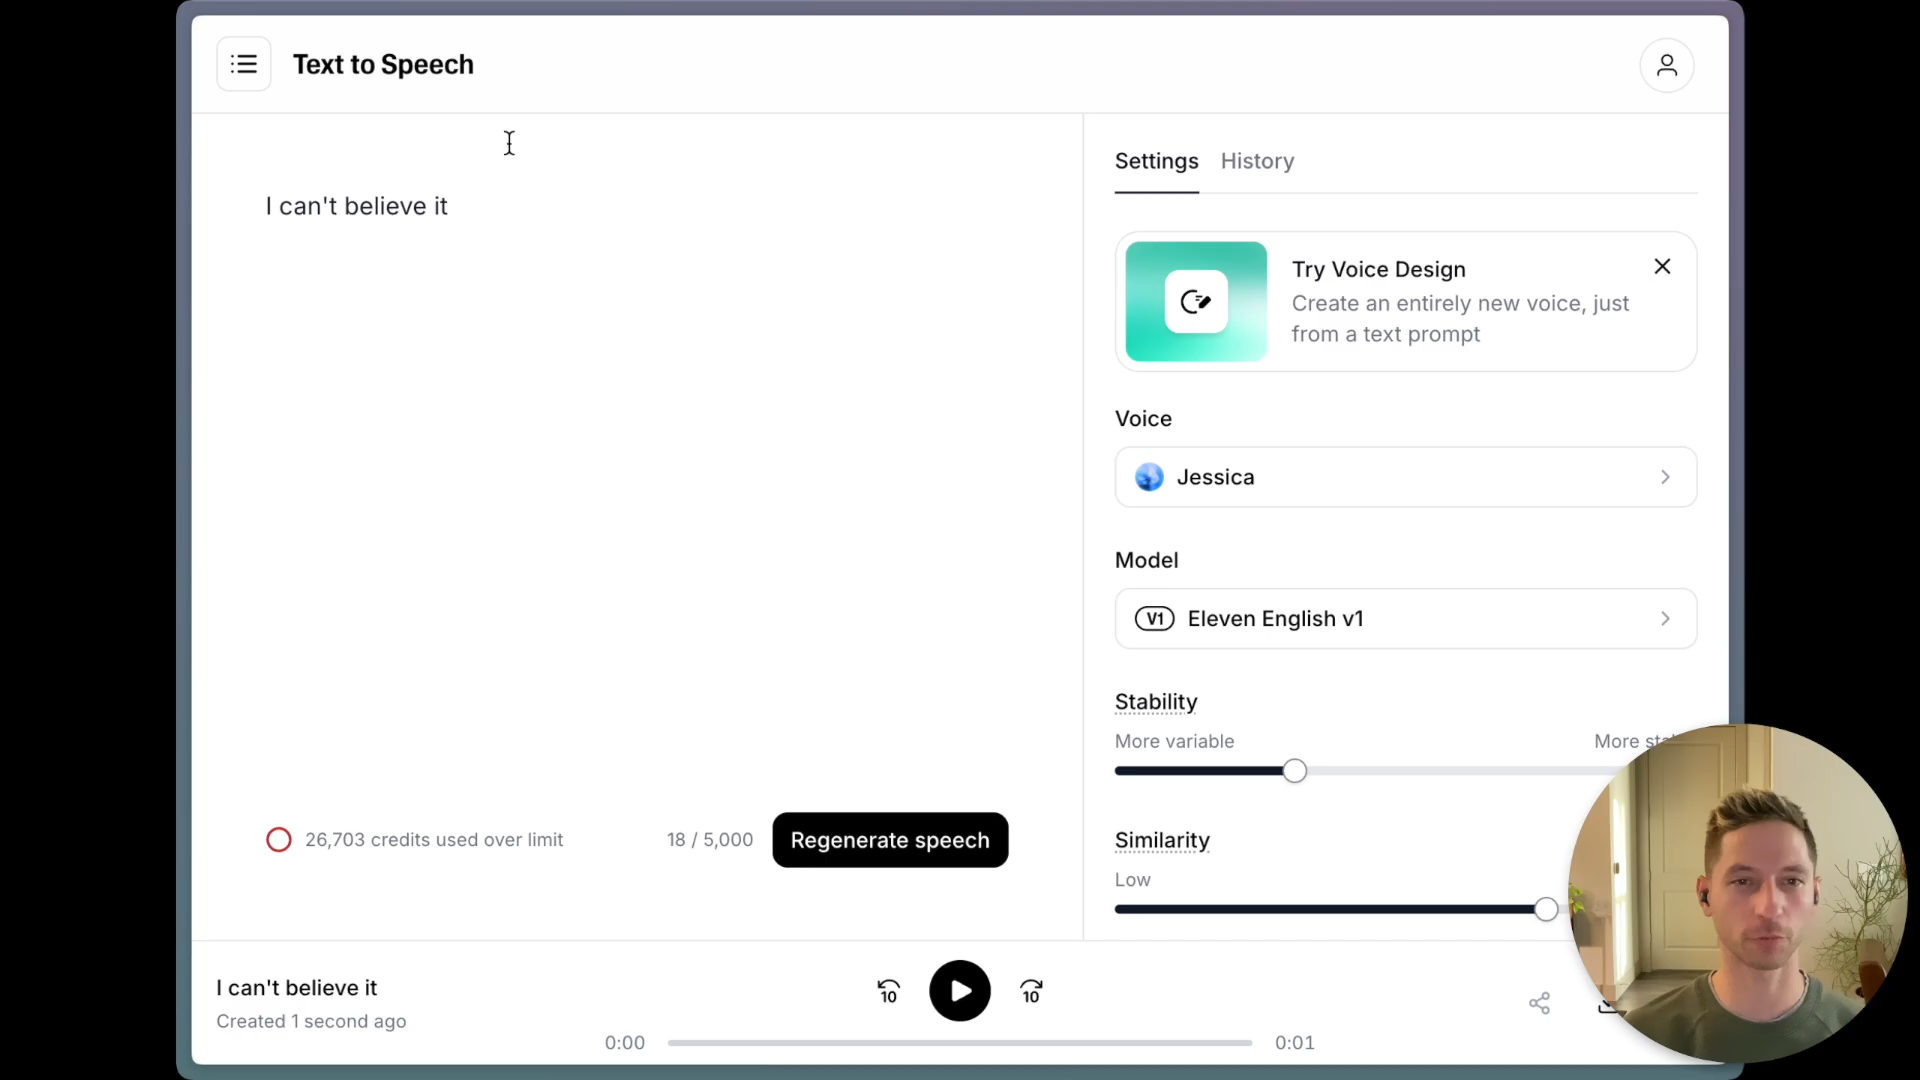 Text to Speech
I can't believe it
26,703 credits used over limit
18 / 5,000
Regenerate speech
Settings
History
Try Voice Design
Create an entirely new voice, just
from a text prompt
Voice
Jessica
Model
V1 Eleven English v1
Stability
More variable
More
Similarity
Low
I can't believe it
Created 1 second ago
10
10
0:00
0:01